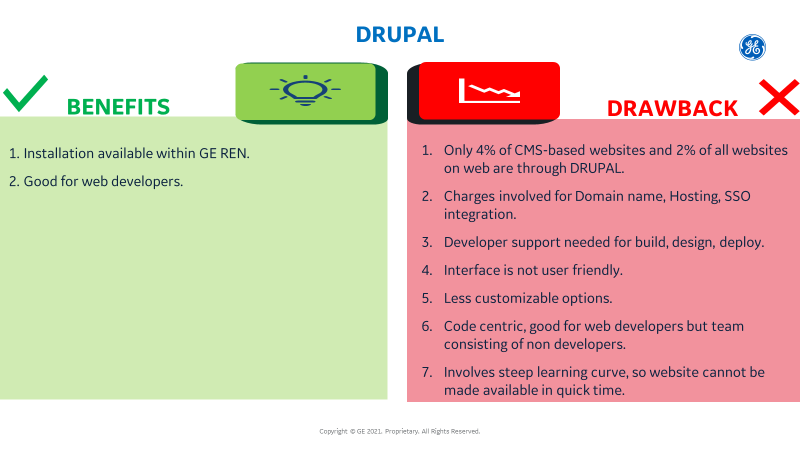 DRUPAL
BENEFITS
1. Installation available within GE REN.
2. Good for web developers.
DRAWBACK
1. Only 4% of CMS-based websites and 2% of all websites
on web are through DRUPAL.
2. Charges involved for Domain name, Hosting, SSO
integration.
3. Developer support needed for build, design, deploy.
4. Interface is not user friendly.
5. Less customizable options.
6. Code centric, good for web developers but team
consisting of non developers.
7. Involves steep learning curve, so website cannot be
made available in quick time.
Copyright © GE 2021. Proprietary. All Rights Reserved.